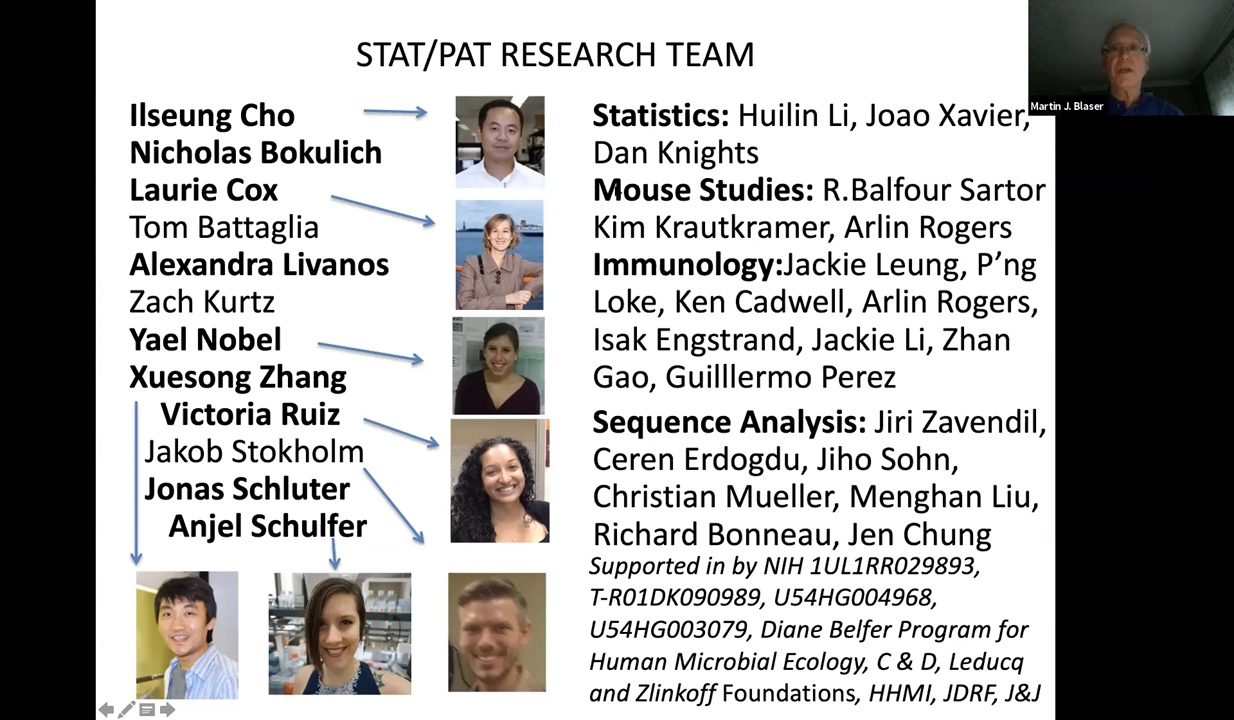 STAT/PAT RESEARCH TEAM
Martin J. Blaser
Ilseung Cho
Nicholas Bokulich
Laurie Cox
Tom Battaglia
Alexandra Livanos
Zach Kurtz
Yael Nobel
Xuesong Zhang
Victoria Ruiz
Jakob Stokholm
Jonas Schluter
Anjel Schulfer
Statistics: Huilin Li, Joao Xavier,
Dan Knights
Mouse Studies: R.Balfour Sartor
Kim Krautkramer, Arlin Rogers
Immunology:Jackie Leung, P’ng
Loke, Ken Cadwell, Arlin Rogers,
Isak Engstrand, Jackie Li, Zhan
Gao, Guilllermo Perez
Sequence Analysis: Jiri Zavendil,
Ceren Erdogdu, Jiho Sohn,
Christian Mueller, Menghan Liu,
Richard Bonneau, Jen Chung
Supported in by NIH 1UL1RR029893,
T-R01DK090989, U54HG004968,
U54HG003079, Diane Belfer Program for
Human Microbial Ecology, C & D, Leducq
and Zlinkoff Foundations, HHMI, JDRF, J&J